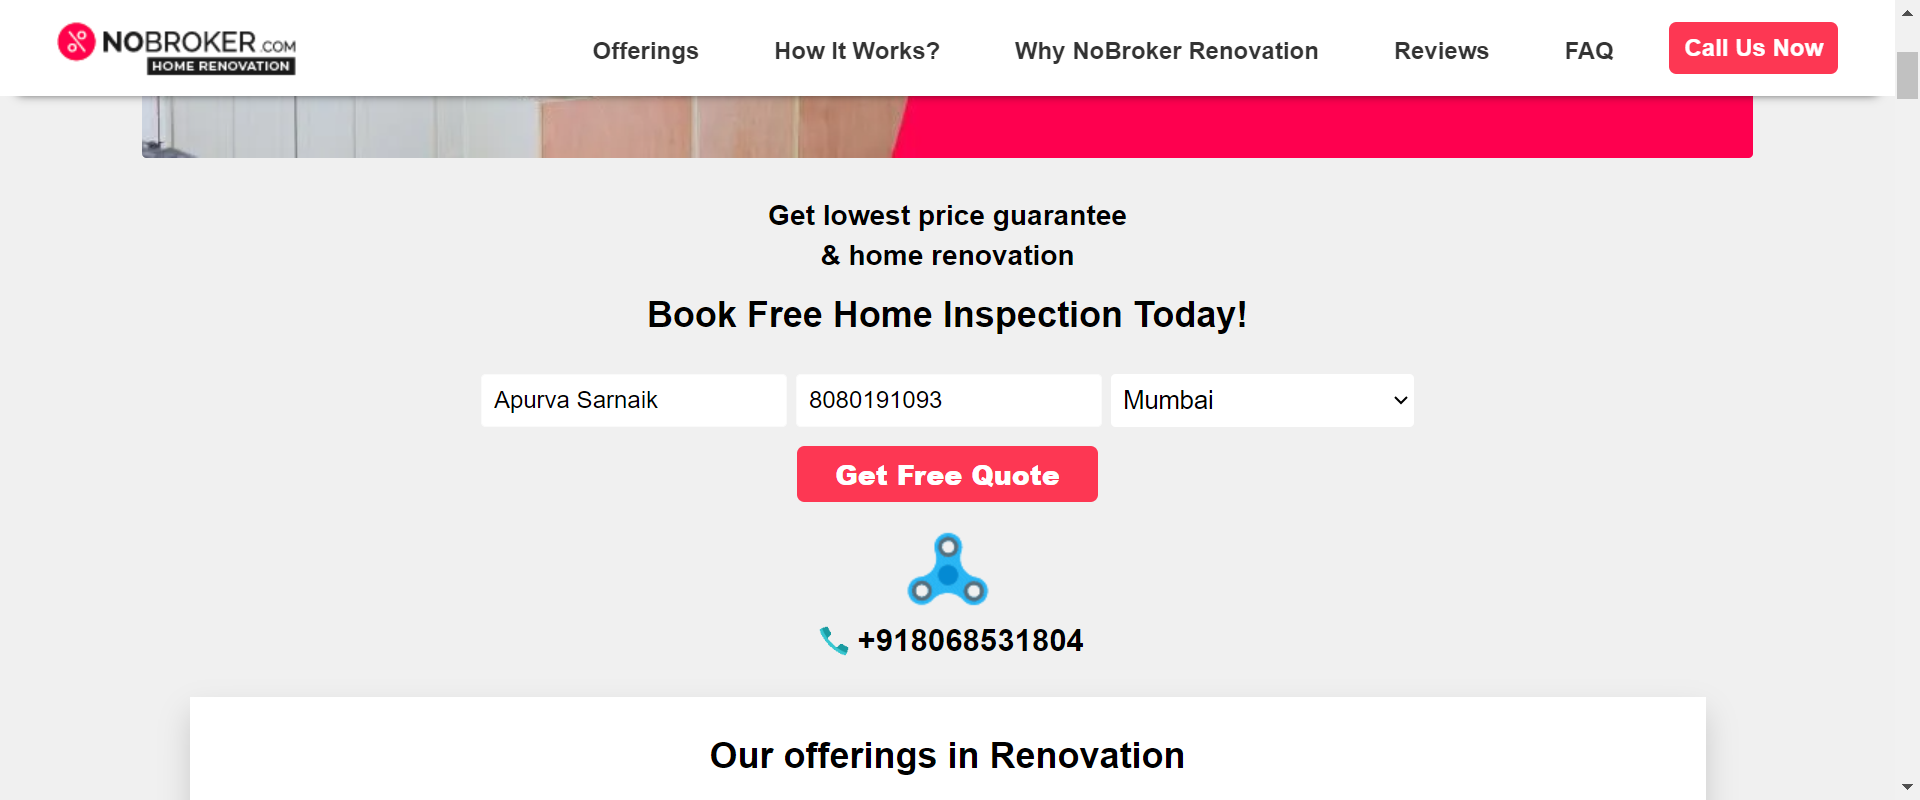 NOBROKER.COM
HOME RENOVATION
Offerings
How It Works?
Why NoBroker Renovation
Reviews
FAQ
Call Us Now
Get lowest price guarantee
& home renovation
Book Free Home Inspection Today!
Apurva Sarnaik
8080191093
Mumbai
Get Free Quote
+918068531804
Our offerings in Renovation